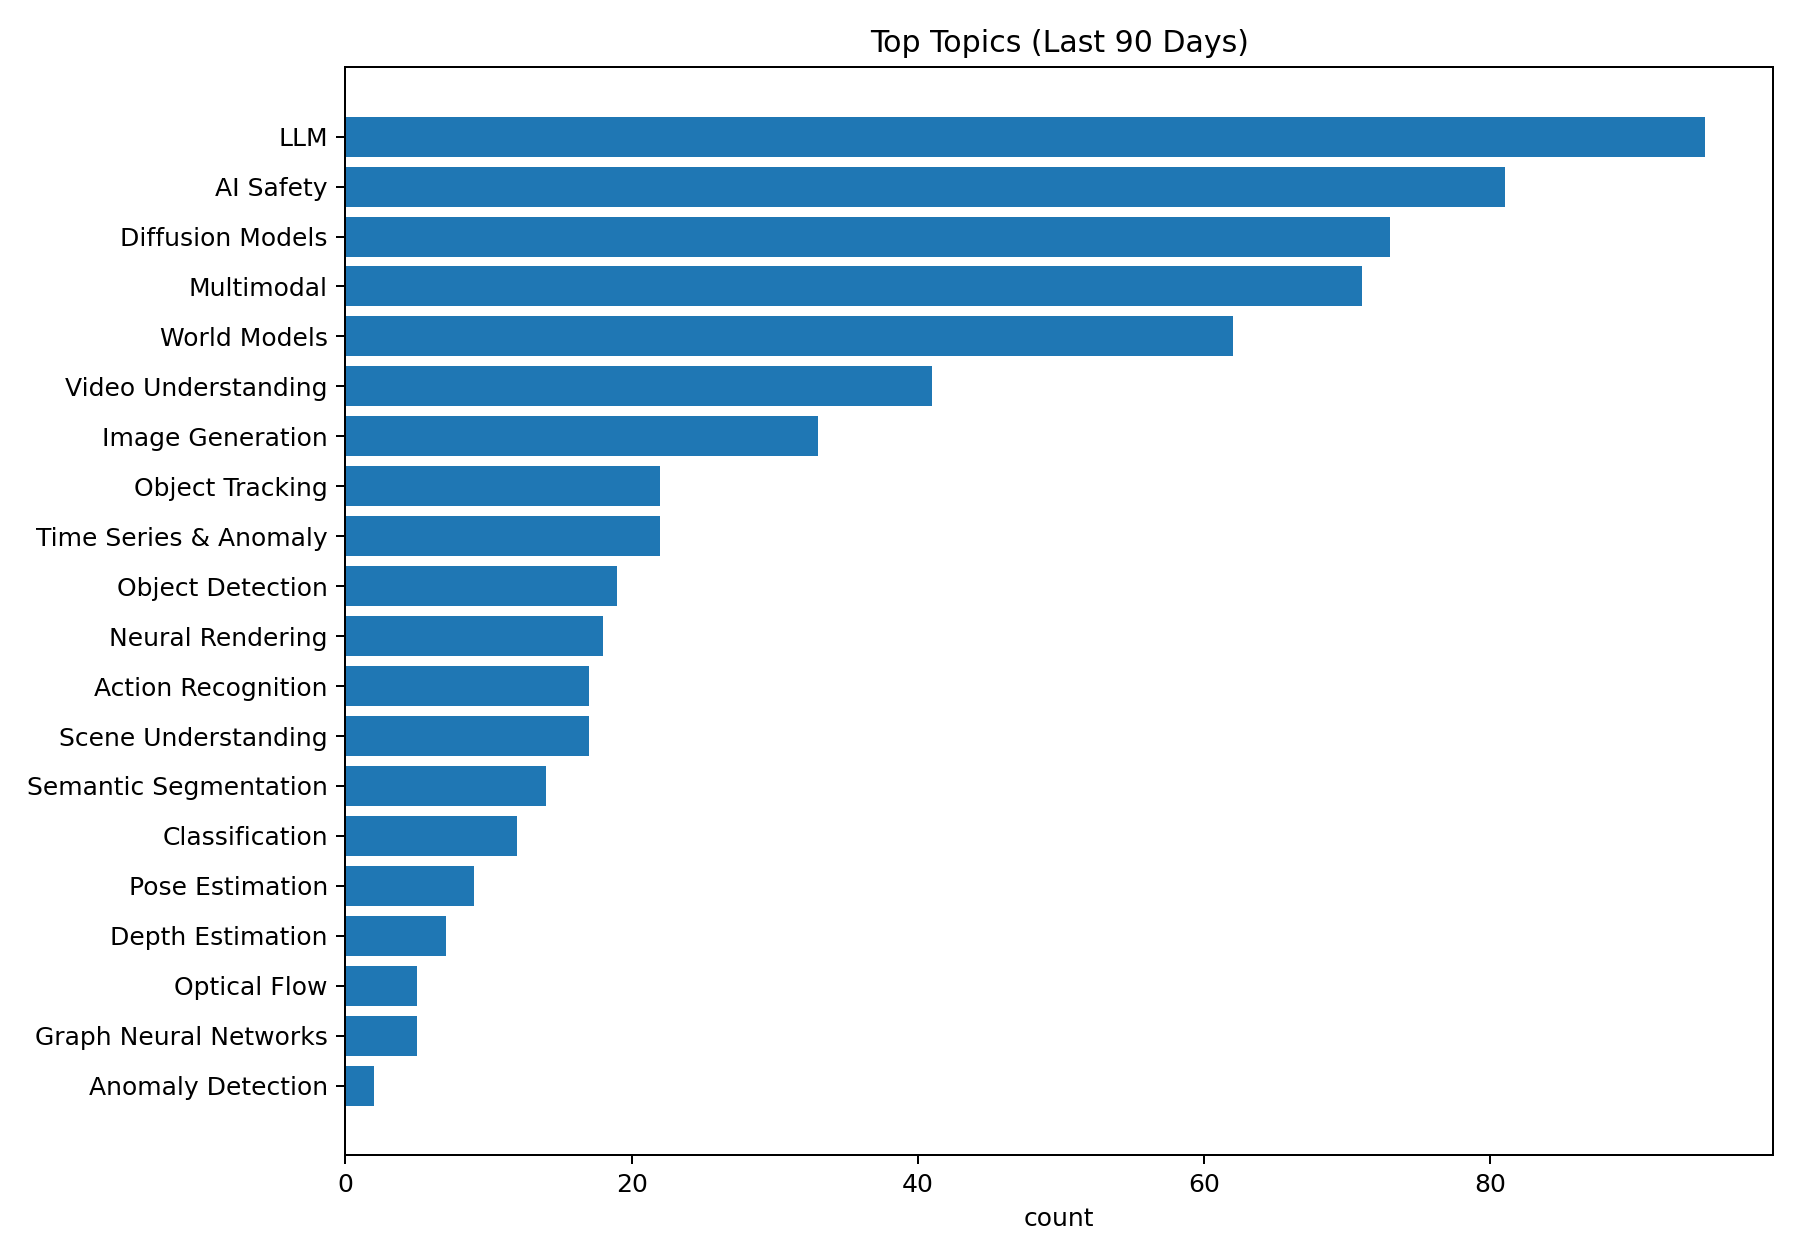 Top Topics (Last 90 Days)
LLM
AI Safety
Diffusion Models
Multimodal
World Models
Video Understanding
Image Generation
Object Tracking
Time Series & Anomaly
Object Detection
Neural Rendering
Action Recognition
Scene Understanding
Semantic Segmentation
Classification
Pose Estimation
Depth Estimation
Optical Flow
Graph Neural Networks
Anomaly Detection
0 20 40 60 80
count